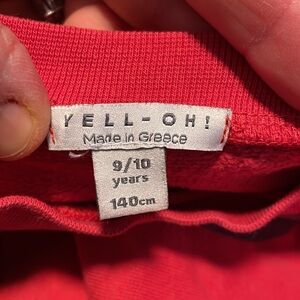 YELL-OH!
Made in Greece
9/10
years
140cm